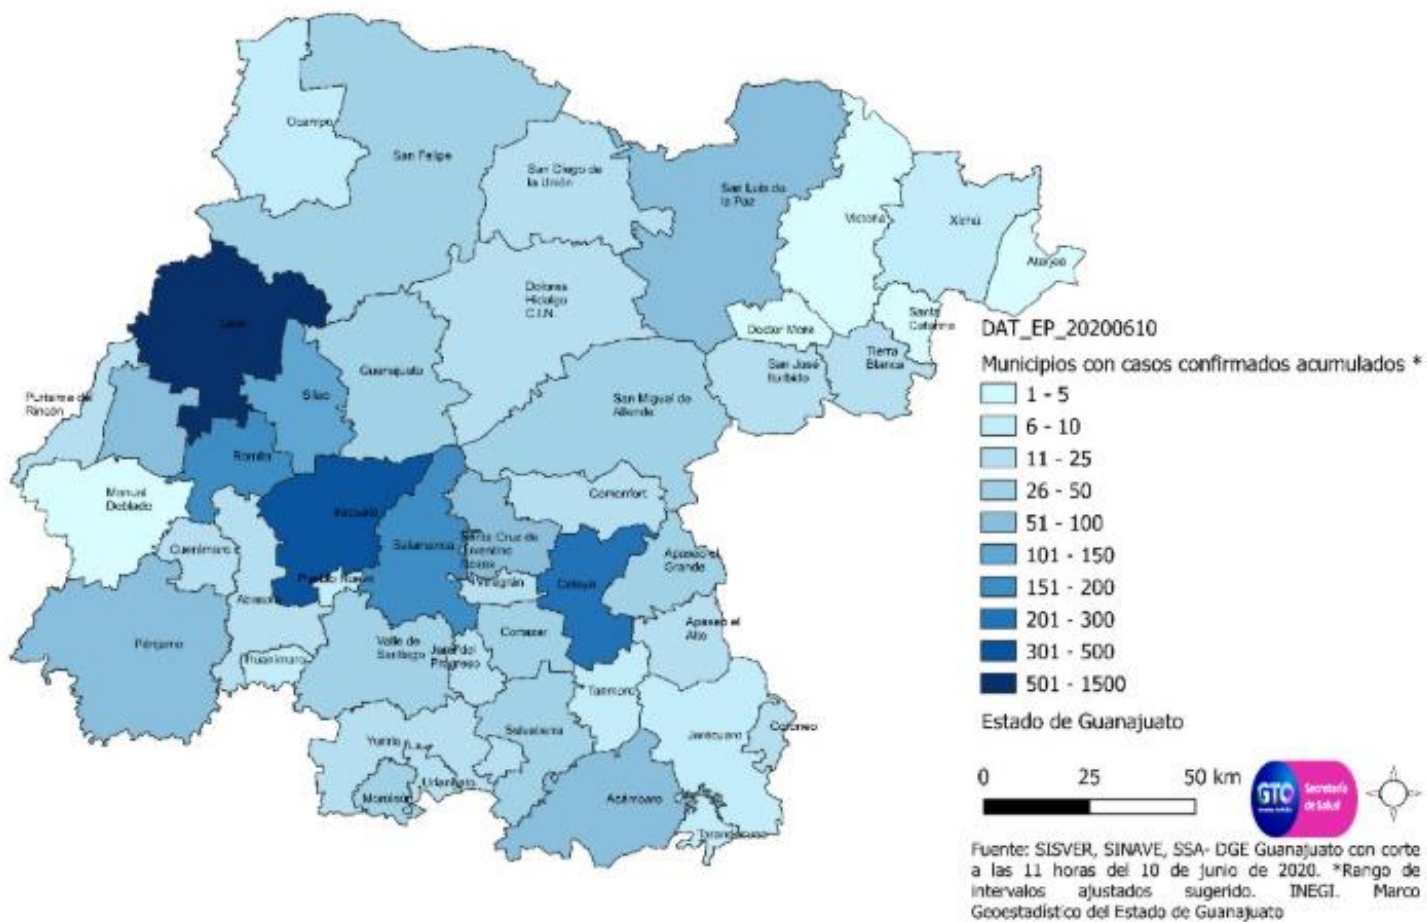 Ocampo
San Felipe
San Diego de
la Unión
San Luis de
la Paz
Victoria
Xichú
Atarjea
Dolores
Hidalgo
C.I.N.
Guanajuato
León
Silao
Purísima del
Rincón
Romita
Manuel
Doblado
Cuerámaro
Irapuato
Salamanca
Santa Cruz de
Juventino
Rosas
San Miguel de
Allende
Doctor Mora
Santa
Catarina
San José
Iturbide
Tierra
Blanca
Comonfort
Celaya
Apaseo el
Grande
Apaseo el
Alto
Villagrán
Cortazar
Pueblo Nuevo
Abasolo
Pénjamo
Huanímaro
Valle de
Santiago
Jaral del
Progreso
Tarimoro
Salvatierra
Yuriria
Uriangato
Moroleón
Acámbaro
Jerécuaro
Coroneo
Tarandacuao
DAT_EP_20200610
Municipios con casos confirmados acumulados *
1 - 5
6 - 10
11 - 25
26 - 50
51 - 100
101 - 150
151 - 200
201 - 300
301 - 500
501 - 1500
Estado de Guanajuato
0 25 50 km
GTO
Secretaría
de Salud
Fuente: SISVER, SINAVE, SSA- DGE Guanajuato con corte
a las 11 horas del 10 de junio de 2020. *Rango de
intervalos ajustados sugerido. INEGI. Marco
Geoestadístico del Estado de Guanajuato